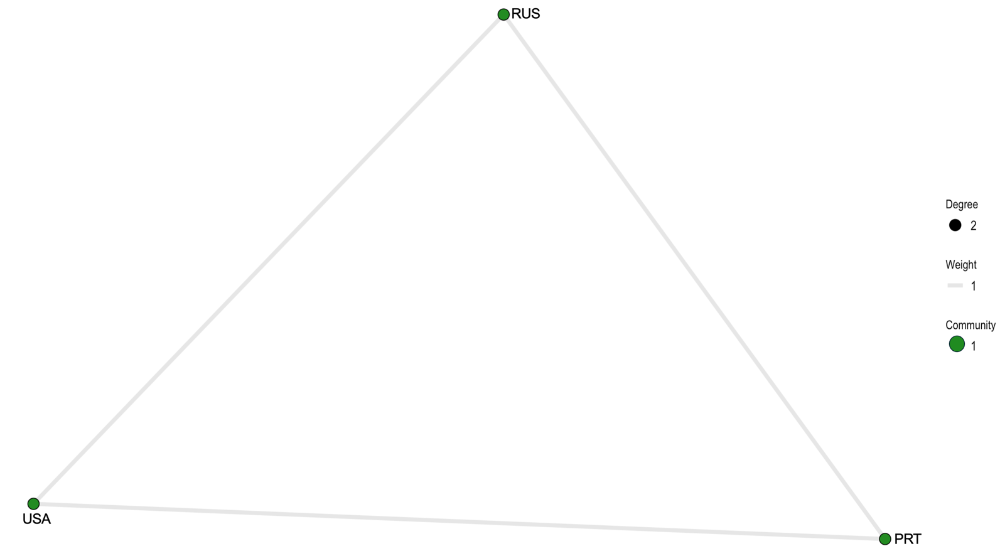 RUS
Degree
2
Weight
1
Community
1
USA
PRT